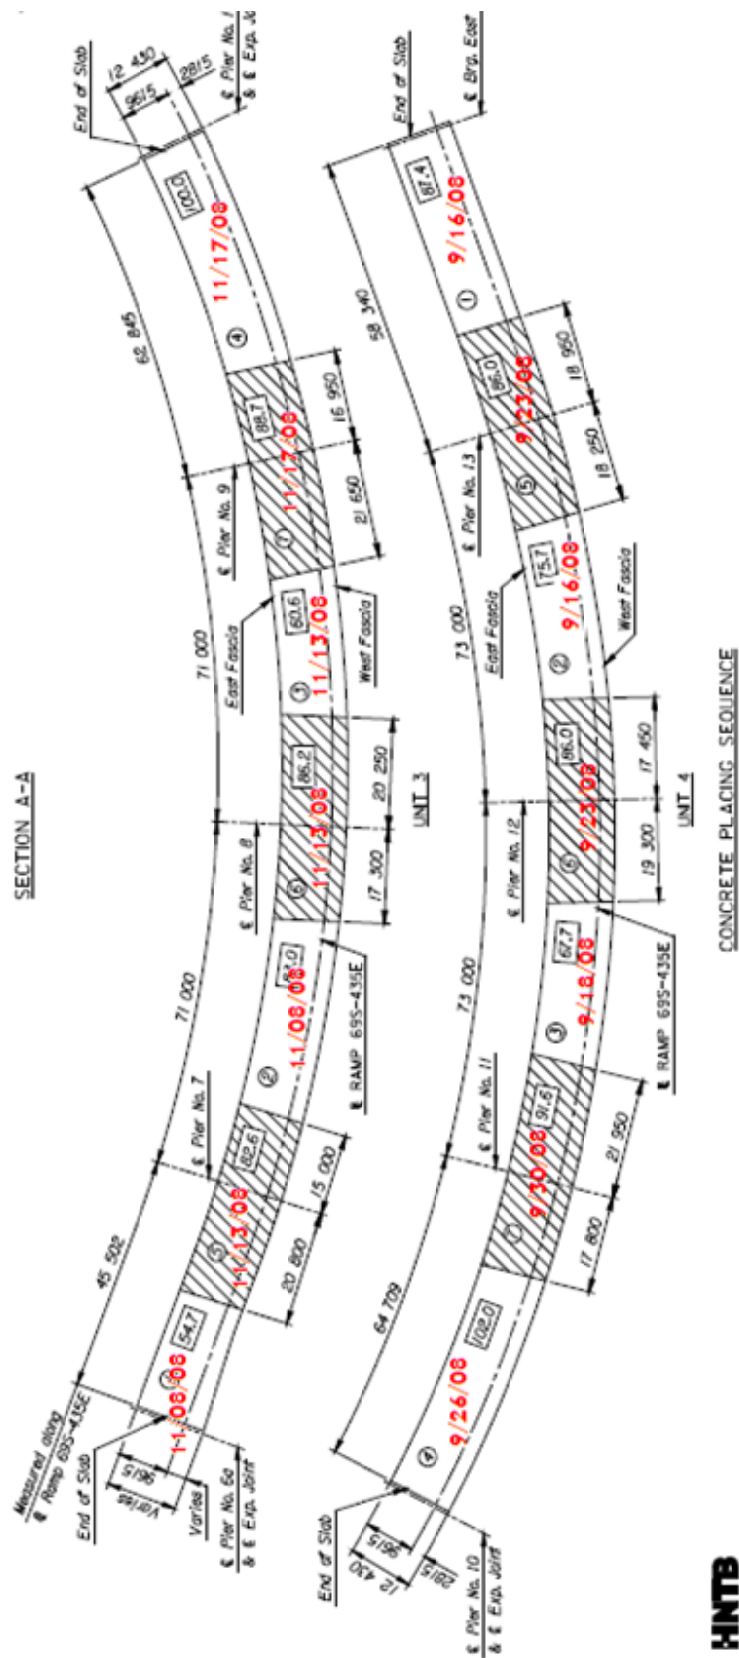 SECTION A-A
Measured along
℄ Ramp 69S-435E
End of Slab
Varies
9615
Varies
℄ Pier No. 6a
& ℄ Exp. Joint
45 502
54.7
11/08/08
20 800
15 000
℄ Pier No. 7
5
82.6
11/13/08
71 000
2
11/08/08
℄ RAMP 69S-435E
17 300
20 250
℄ Pier No. 8
6
86.2
11/13/08
UNIT 3
71 000
3
60.6
11/13/08
East Fascia
West Fascia
21 650
16 950
℄ Pier No. 9
7
88.7
11/17/08
62 845
4
100.0
11/17/08
End of Slab
12 430
9615
2815
℄ Pier No. 1
& ℄ Exp. Jo
End of Slab
12 430
9615
2815
℄ Pier No. 10
& ℄ Exp. Joint
64 709
4
102.0
9/26/08
17 800
21 950
℄ Pier No. 11
7
91.6
9/30/08
73 000
3
67.7
9/18/08
℄ RAMP 69S-435E
19 300
17 450
℄ Pier No. 12
6
86.0
9/23/08
UNIT 4
73 000
2
75.7
9/16/08
East Fascia
West Fascia
18 250
18 950
℄ Pier No. 13
5
86.0
9/23/08
58 340
1
87.4
9/16/08
End of Slab
℄ Brg. East
CONCRETE PLACING SEQUENCE
HNTB